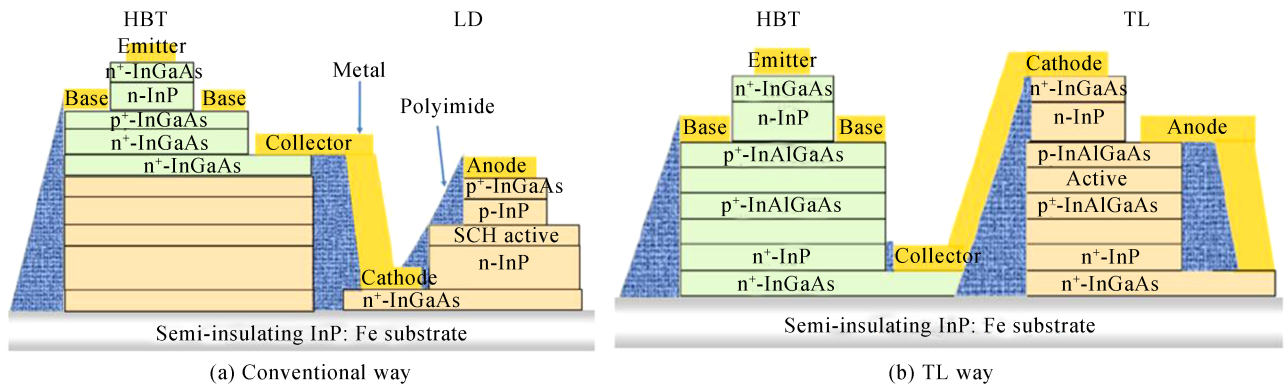 HBT
LD
Emitter
n⁺-InGaAs
Base
n-InP
Base
p⁺-InGaAs
n⁺-InGaAs
Collector
n⁺-InGaAs
Metal
Polyimide
Anode
p⁺-InGaAs
p-InP
SCH active
n-InP
Cathode
n⁺-InGaAs
Semi-insulating InP: Fe substrate
(a) Conventional way
HBT
TL
Emitter
n⁺-InGaAs
n-InP
Base
Base
p⁺-InAlGaAs
p⁺-InAlGaAs
n⁺-InP
Collector
n⁺-InGaAs
Cathode
n⁺-InGaAs
n-InP
Anode
p-InAlGaAs
Active
p⁺-InAlGaAs
n⁺-InP
n⁺-InGaAs
Semi-insulating InP: Fe substrate
(b) TL way